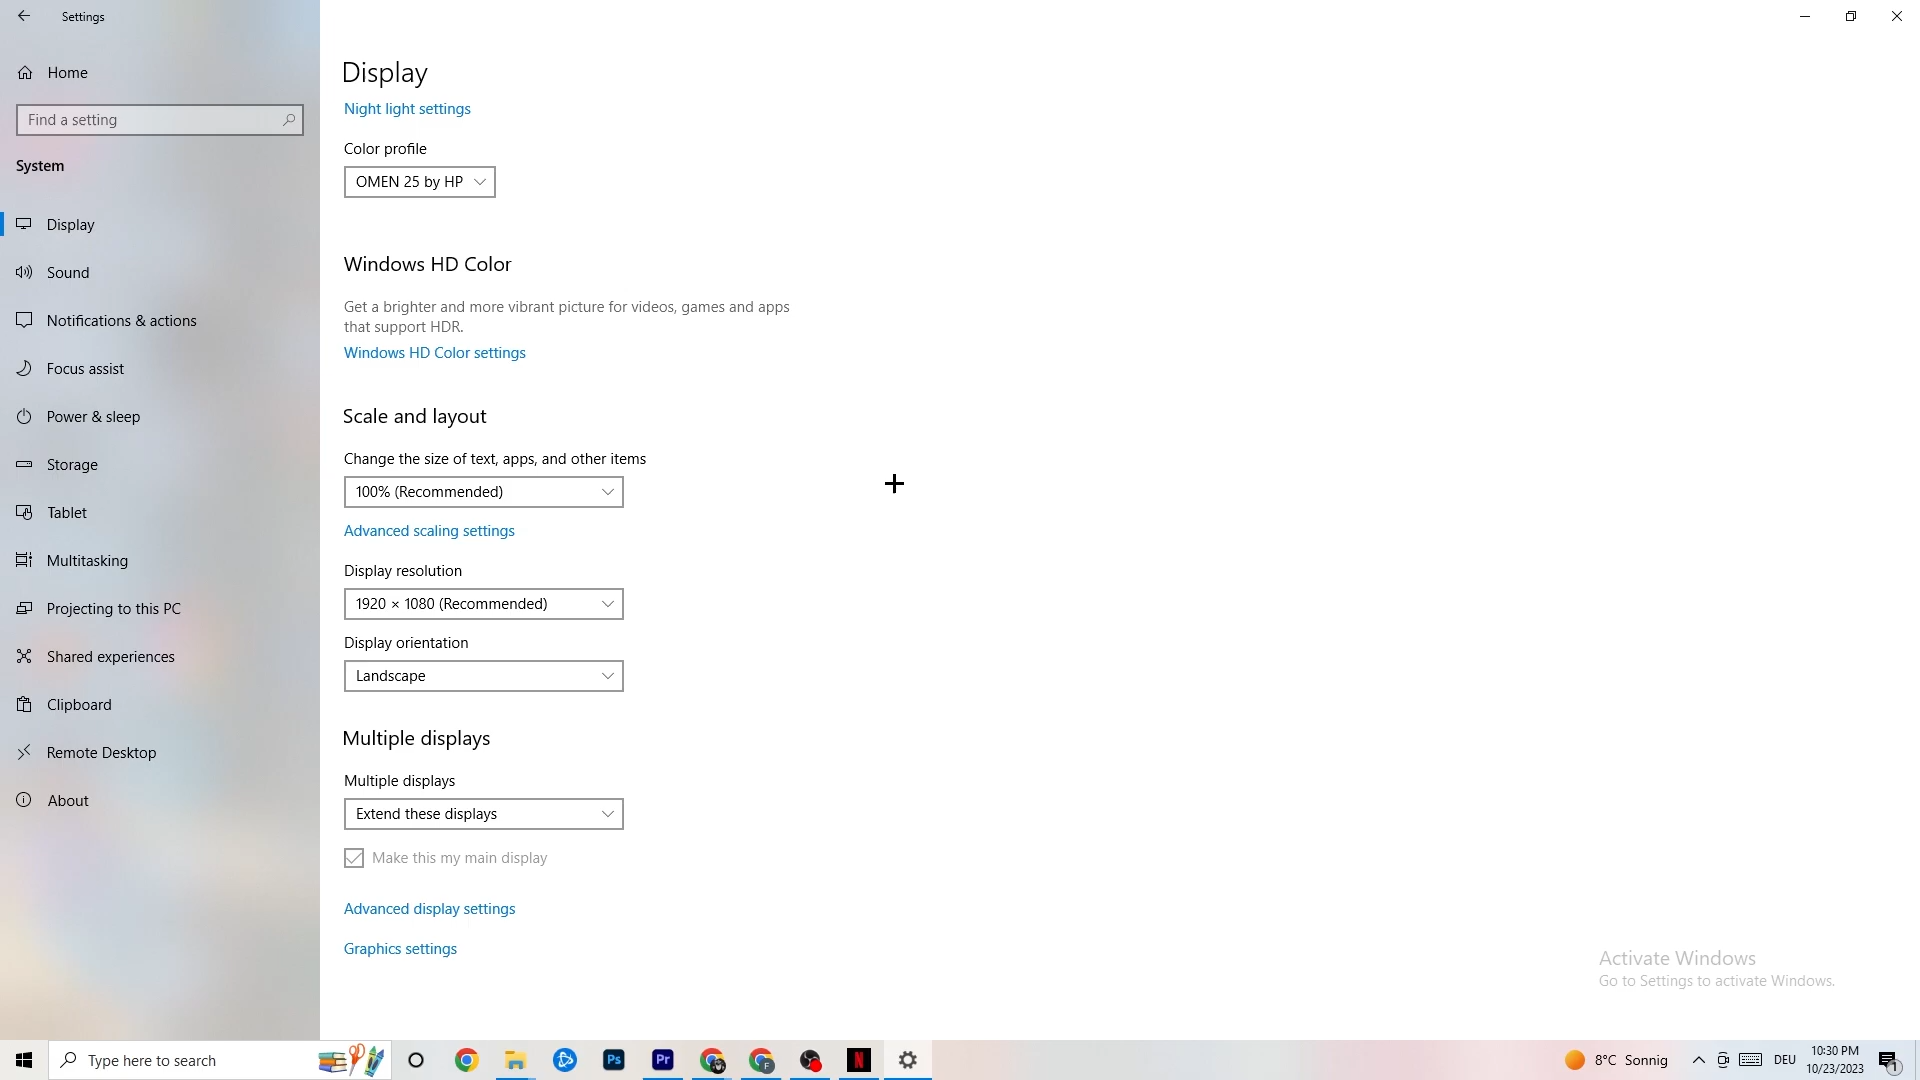 Settings
Home
Find a setting
System
Display
Sound
Notifications & actions
Focus assist
Power & sleep
Storage
Tablet
Multitasking
Projecting to this PC
Shared experiences
Clipboard
Remote Desktop
About
Display
Night light settings
Color profile
OMEN 25 by HP
Windows HD Color
Get a brighter and more vibrant picture for videos, games and apps
that support HDR.
Windows HD Color settings
Scale and layout
Change the size of text, apps, and other items
100% (Recommended)
Advanced scaling settings
Display resolution
1920 × 1080 (Recommended)
Display orientation
Landscape
Multiple displays
Multiple displays
Extend these displays
Make this my main display
Advanced display settings
Graphics settings
Activate Windows
Go to Settings to activate Windows.
Type here to search
Ps
Pr
F
N
8°C Sonnig
DEU
10:30 PM
10/23/2023
1